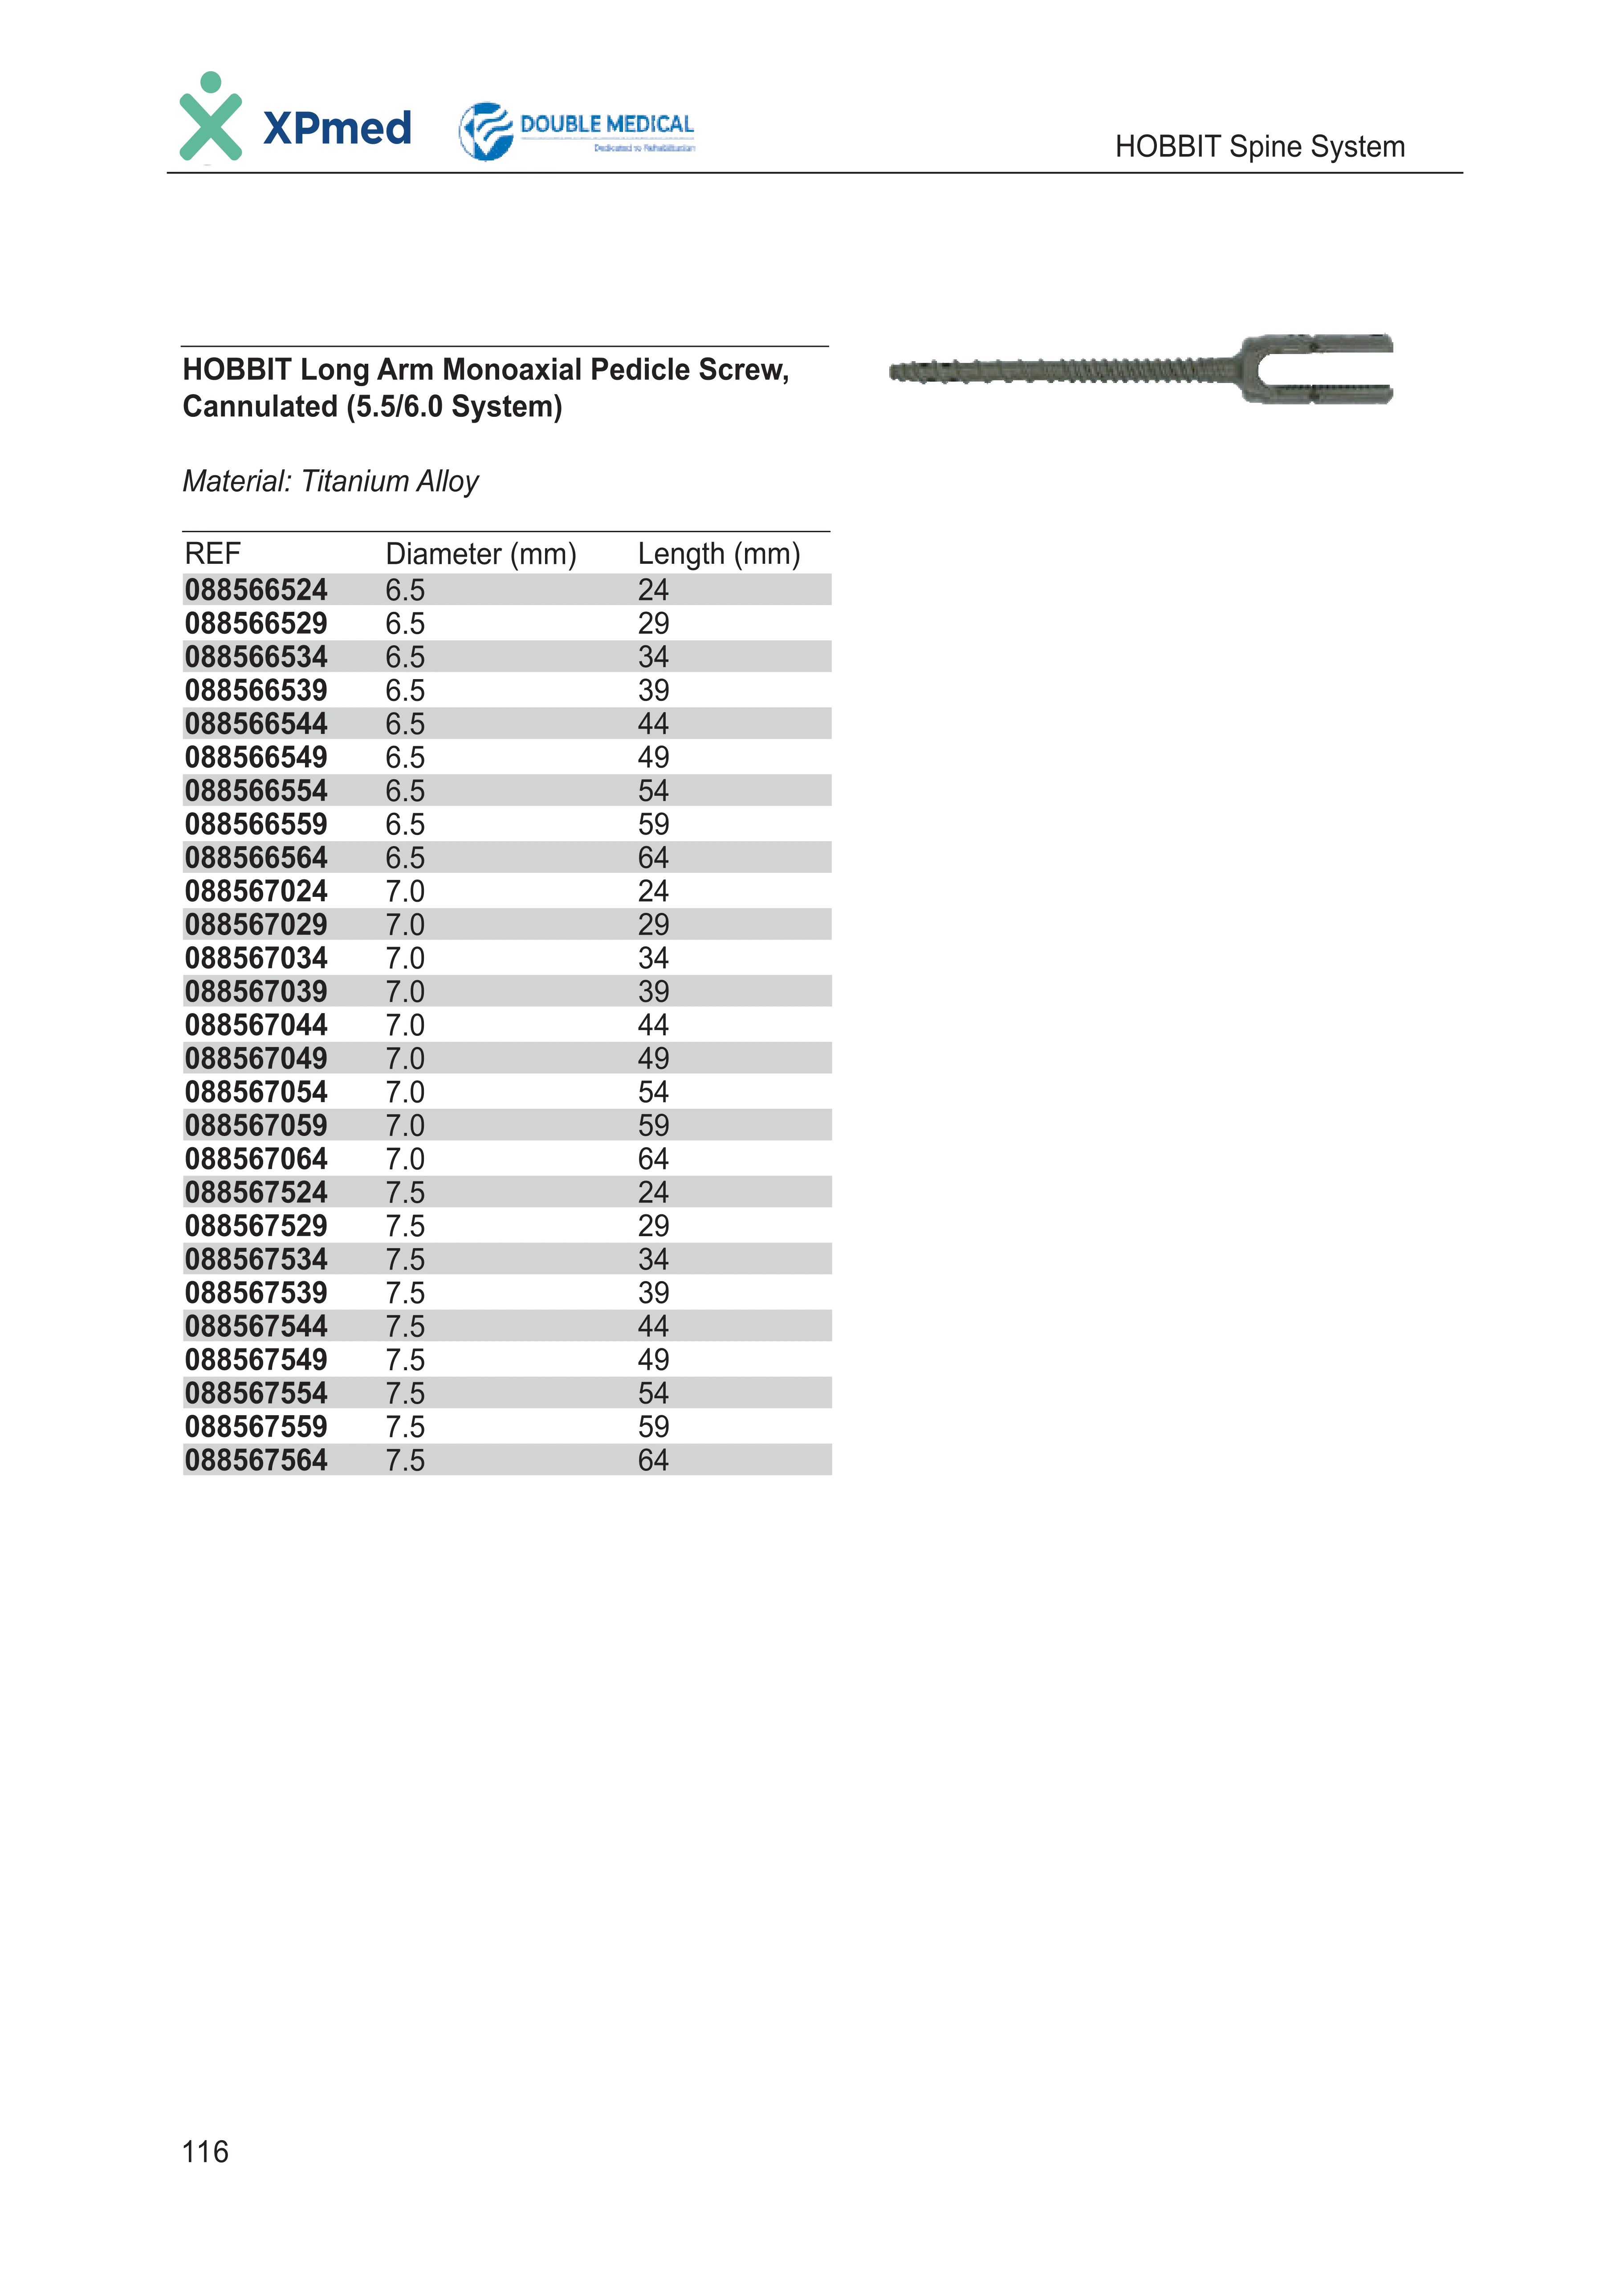 XPmed
DOUBLE MEDICAL
Dedicated to Rehabilitation
HOBBIT Spine System
HOBBIT Long Arm Monoaxial Pedicle Screw,
Cannulated (5.5/6.0 System)
Material: Titanium Alloy
REF Diameter (mm) Length (mm)
088566524 6.5 24
088566529 6.5 29
088566534 6.5 34
088566539 6.5 39
088566544 6.5 44
088566549 6.5 49
088566554 6.5 54
088566559 6.5 59
088566564 6.5 64
088567024 7.0 24
088567029 7.0 29
088567034 7.0 34
088567039 7.0 39
088567044 7.0 44
088567049 7.0 49
088567054 7.0 54
088567059 7.0 59
088567064 7.0 64
088567524 7.5 24
088567529 7.5 29
088567534 7.5 34
088567539 7.5 39
088567544 7.5 44
088567549 7.5 49
088567554 7.5 54
088567559 7.5 59
088567564 7.5 64
116